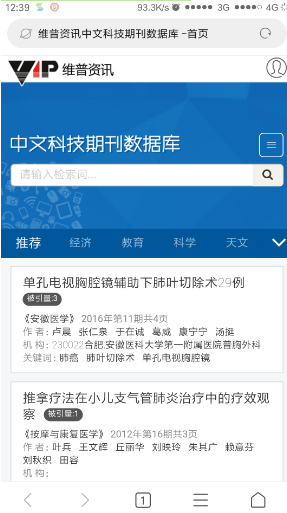 12:39 93.3K/s 3G 4G
维普资讯中文科技期刊数据库 -首页
VIP 维普资讯
中文科技期刊数据库
请输入检索词...
推荐 经济 教育 科学 天文
单孔电视胸腔镜辅助下肺叶切除术29例
被引量:3
《安徽医学》 2016年第11期共4页
作者: 卢晨 张仁泉 于在诚 葛威 康宁宁 汤挺
机构: 230022合肥,安徽医科大学第一附属医院普胸外科
关键词: 肺癌 肺叶切除术 单孔电视胸腔镜
推拿疗法在小儿支气管肺炎治疗中的疗效观
察 被引量:1
《按摩与康复医学》 2012年第16期共3页
作者: 叶兵 王文辉 丘丽华 刘映玲 朱其广 赖意芬
刘秋织 田容
机构:
1